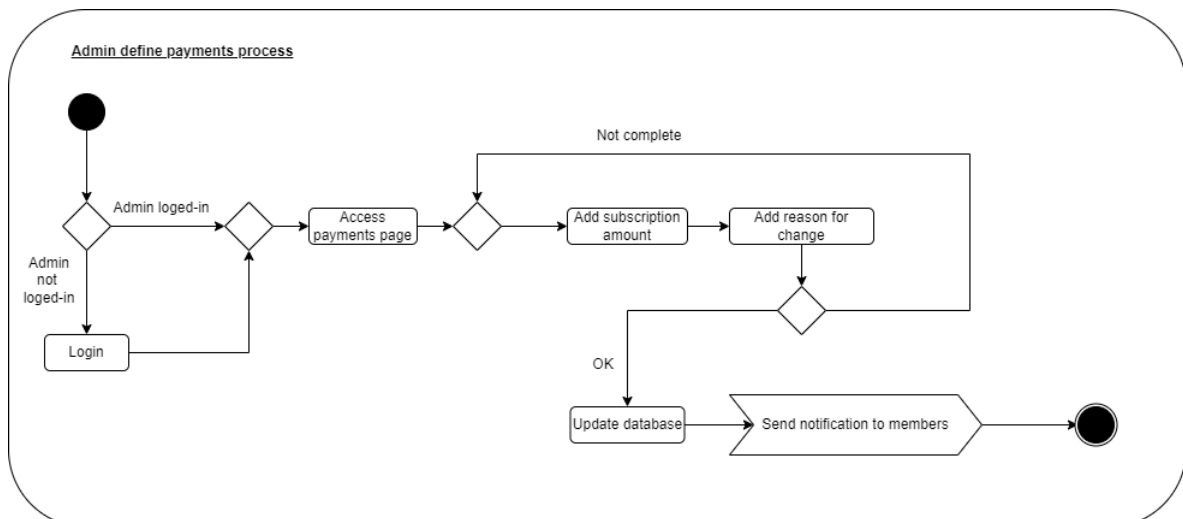 Admin define payments process
Not complete
Admin loged-in
Access
payments page
Add subscription
amount
Add reason for
change
Admin
not
loged-in
Login
OK
Update database
Send notification to members